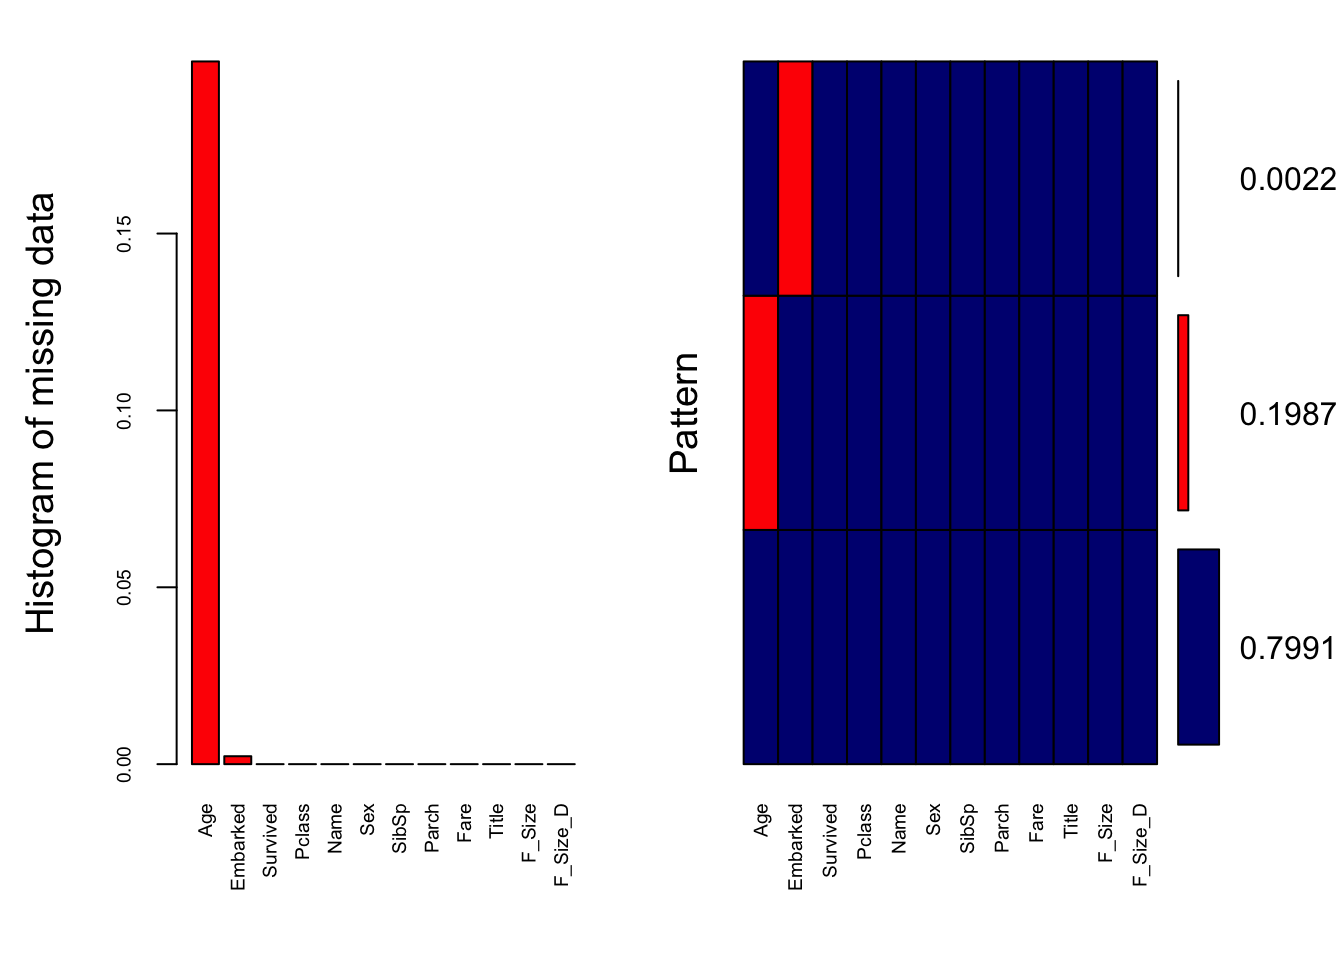 Histogram of missing data
0.00
0.05
0.10
0.15
Age
Embarked
Survived
Pclass
Name
Sex
SibSp
Parch
Fare
Title
F_Size
F_Size_D
Pattern
Age
Embarked
Survived
Pclass
Name
Sex
SibSp
Parch
Fare
Title
F_Size
F_Size_D
0.0022
0.1987
0.7991